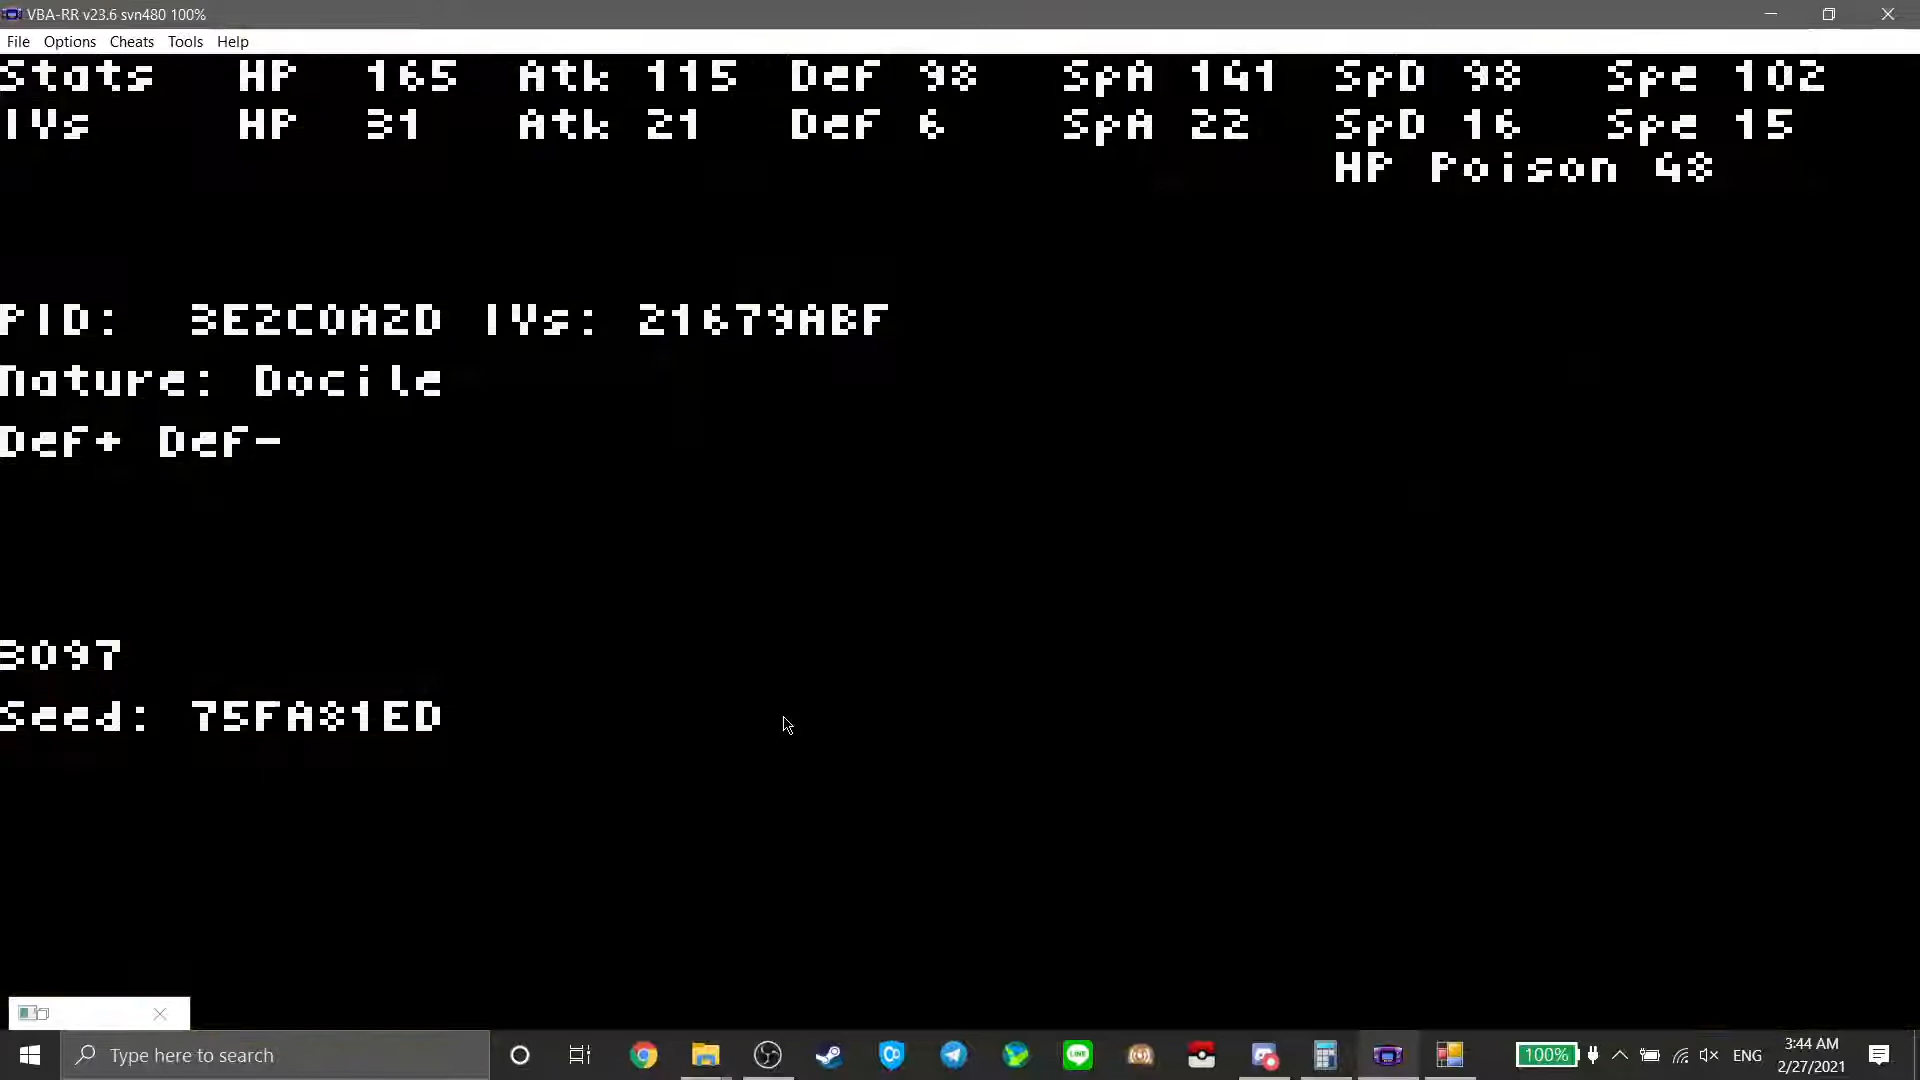 VBA-RR v23.6 svn480 100%
File Options Cheats Tools Help
Stats HP 165 Atk 115 Def 98 SpA 141 SpD 98 Spe 102
IVs HP 31 Atk 21 Def 6 SpA 22 SpD 16 Spe 15
HP Poison 48
PID: 3E2C0A2D IVs: 21679ABF
Nature: Docile
Def+ Def-
3097
Seed: 75FA81ED
Type here to search
LINE
100%
ENG
3:44 AM
2/27/2021